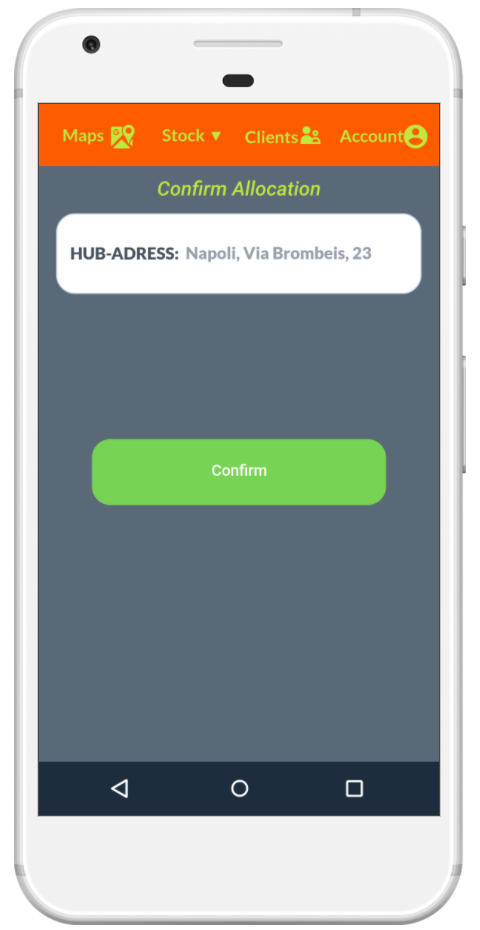 Maps Stock ▼ Clients Account
Confirm Allocation
HUB-ADRESS: Napoli, Via Brombeis, 23
Confirm